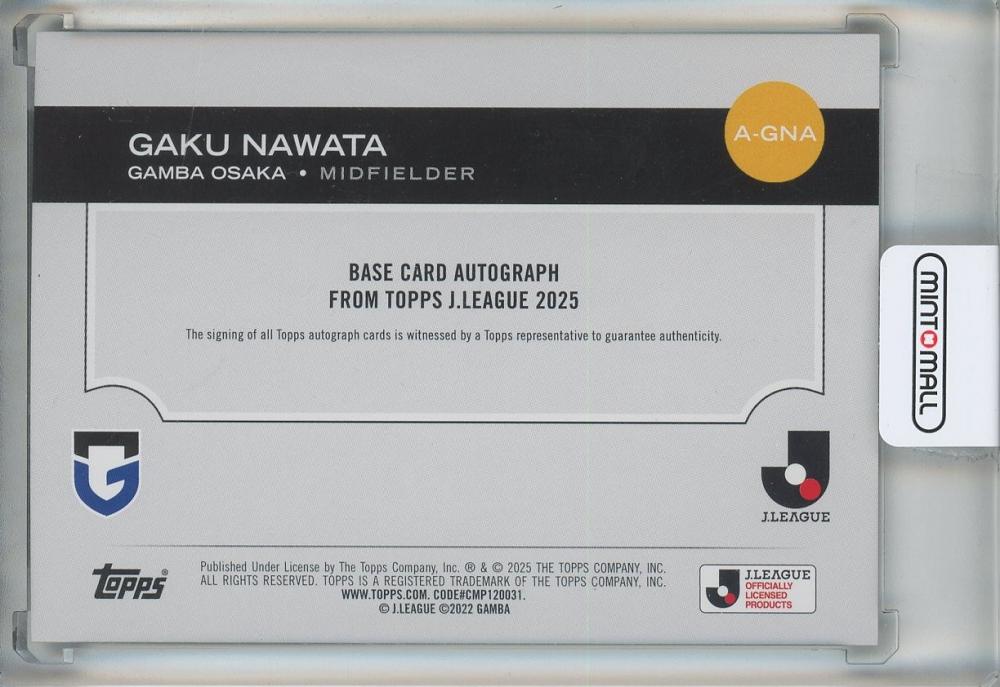 GAKU NAWATA
GAMBA OSAKA • MIDFIELDER
A-GNA
BASE CARD AUTOGRAPH
FROM TOPPS J.LEAGUE 2025
The signing of all Topps autograph cards is witnessed by a Topps representative to guarantee authenticity.
MINT MALL
J.LEAGUE
topps®
Published Under License by The Topps Company, Inc. ® & © 2025 THE TOPPS COMPANY, INC.
ALL RIGHTS RESERVED. TOPPS IS A REGISTERED TRADEMARK OF THE TOPPS COMPANY, INC.
WWW.TOPPS.COM. CODE#CMP120031.
© J.LEAGUE ©2022 GAMBA
J.LEAGUE
OFFICIALLY
LICENSED
PRODUCTS